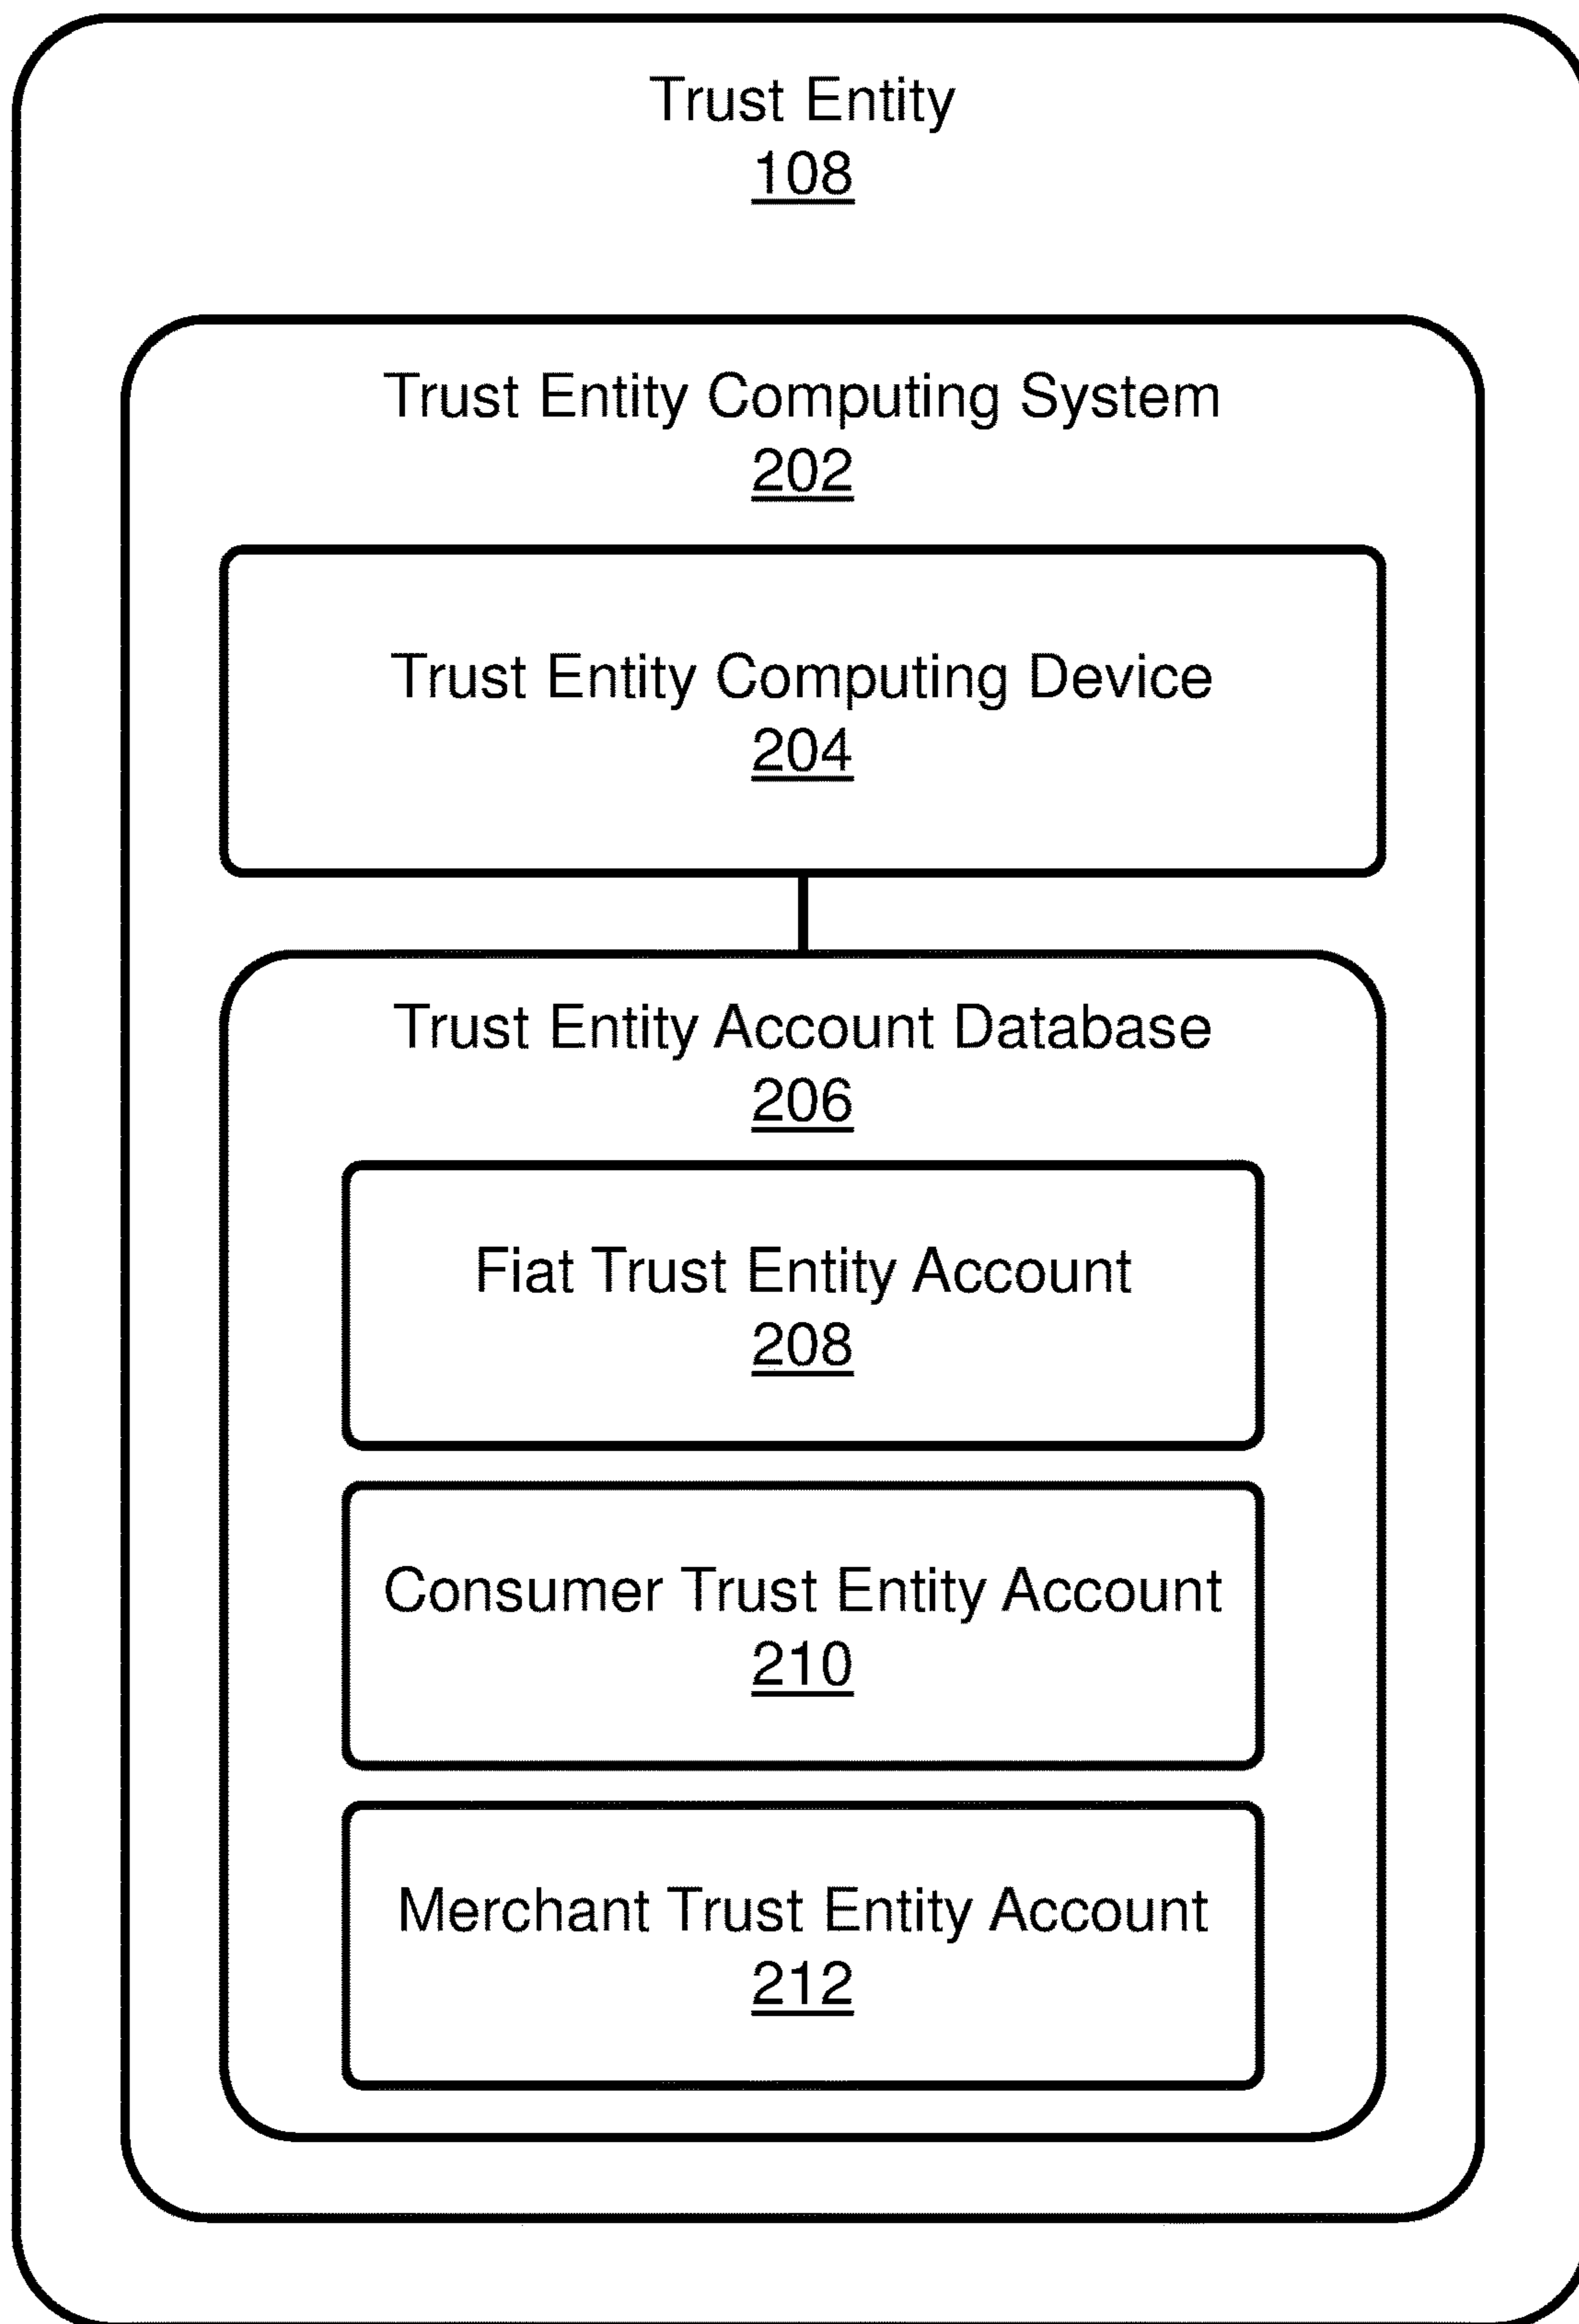 Trust Entity
108
Trust Entity Computing System
202
Trust Entity Computing Device
204
Trust Entity Account Database
206
Fiat Trust Entity Account
208
Consumer Trust Entity Account
210
Merchant Trust Entity Account
212